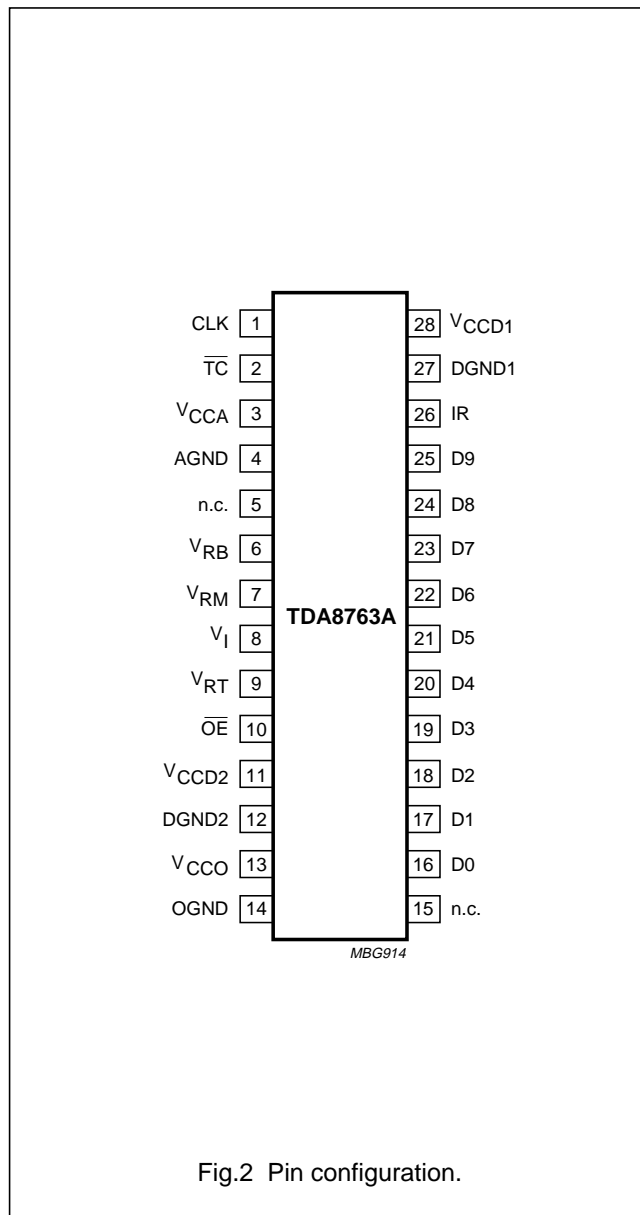 CLK 1 28 VCCD1
TC 2 27 DGND1
VCCA 3 26 IR
AGND 4 25 D9
n.c. 5 24 D8
VRB 6 23 D7
VRM 7 22 D6
TDA8763A
VI 8 21 D5
VRT 9 20 D4
OE 10 19 D3
VCCD2 11 18 D2
DGND2 12 17 D1
VCCO 13 16 D0
OGND 14 15 n.c.
MBG914
Fig.2 Pin configuration.